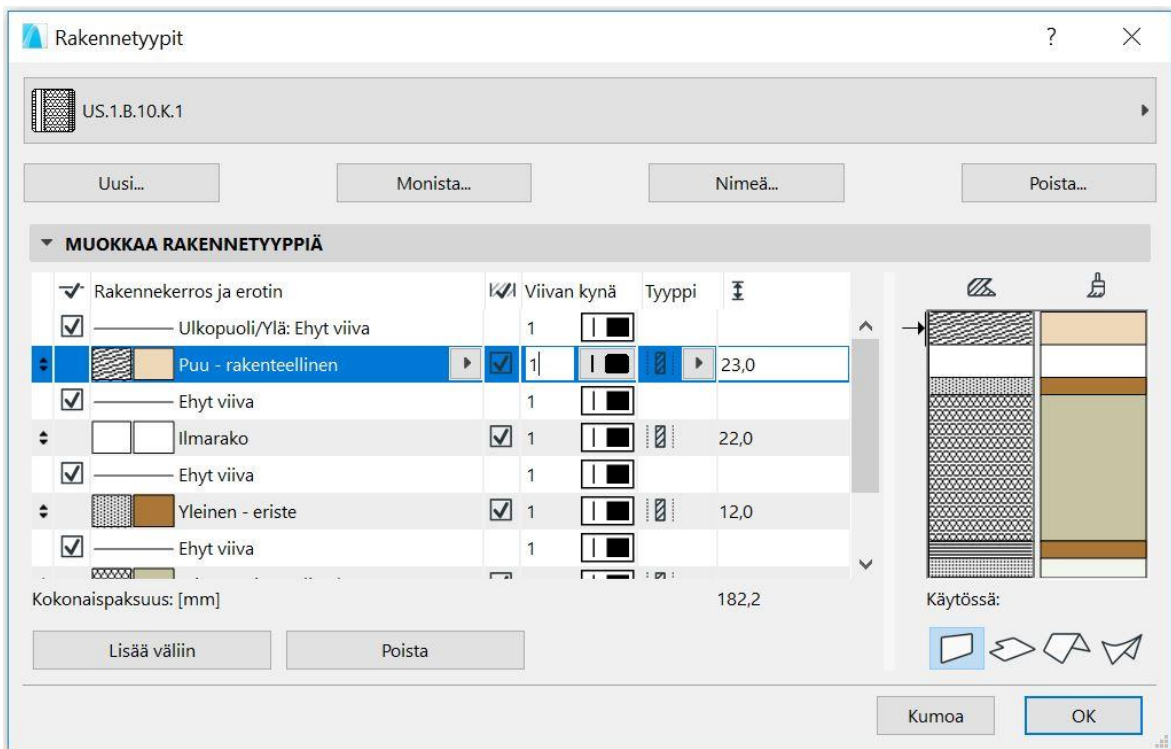 Rakennetyypit ?
US.1.B.10.K.1
Uusi... Monista... Nimeä... Poista...
MUOKKAA RAKENNETYYPPIÄ
Rakennekerros ja erotin Viivan kynä Tyyppi
Ulkopuoli/Ylä: Ehyt viiva 1
Puu - rakenteellinen 1 23,0
Ehyt viiva 1
Ilmarako 1 22,0
Ehyt viiva 1
Yleinen - eriste 1 12,0
Ehyt viiva 1
Kokonaispaksuus: [mm] 182,2 Käytössä:
Lisää väliin Poista
Kumoa OK